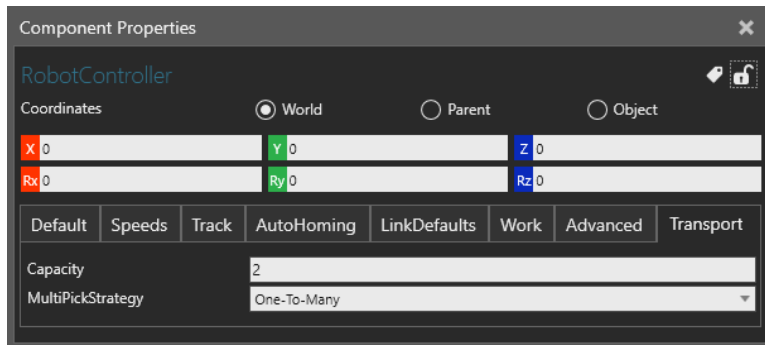 Component Properties
RobotController
Coordinates World Parent Object
X 0 Y 0 Z 0
Rx 0 Ry 0 Rz 0
Default Speeds Track AutoHoming LinkDefaults Work Advanced Transport
Capacity 2
MultiPickStrategy One-To-Many